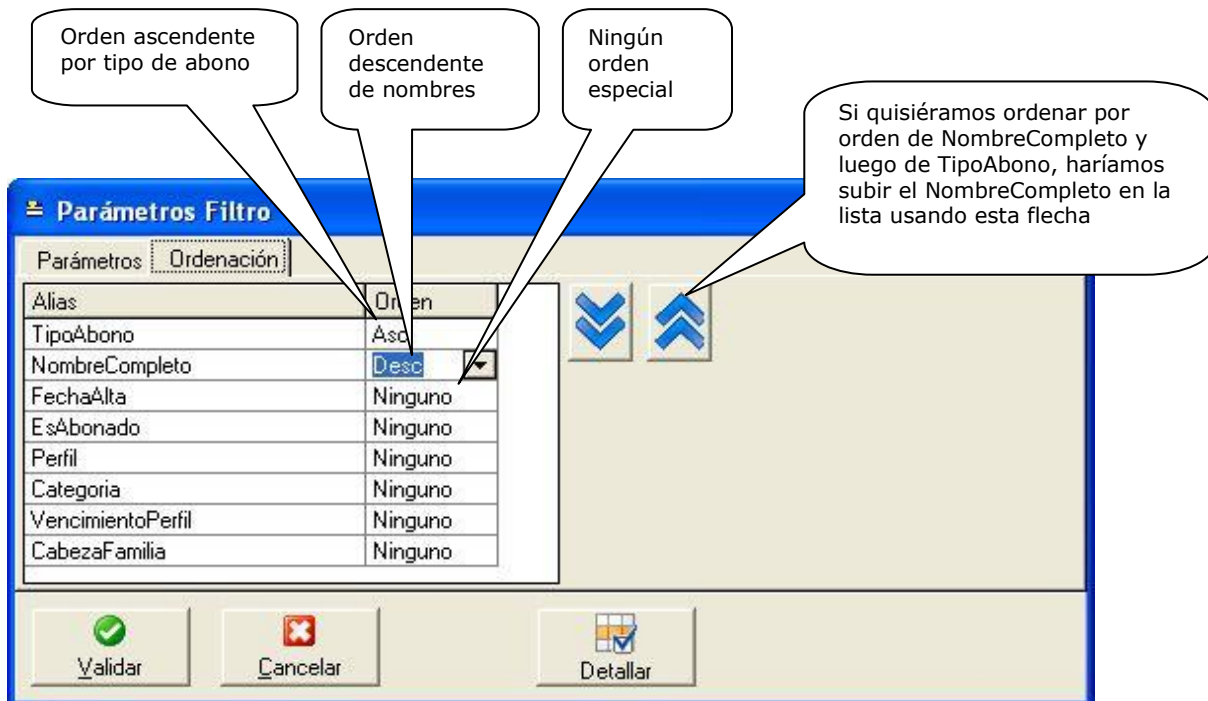 Orden ascendente
por tipo de abono
Orden
descendente
de nombres
Ningún
orden
especial
Si quisiéramos ordenar por
orden de NombreCompleto y
luego de TipoAbono, haríamos
subir el NombreCompleto en la
lista usando esta flecha
Parámetros Filtro
Parámetros Ordenación
Alias Orden
TipoAbono Asc
NombreCompleto Desc
FechaAlta Ninguno
EsAbonado Ninguno
Perfil Ninguno
Categoria Ninguno
VencimientoPerfil Ninguno
CabezaFamilia Ninguno
Validar Cancelar Detallar